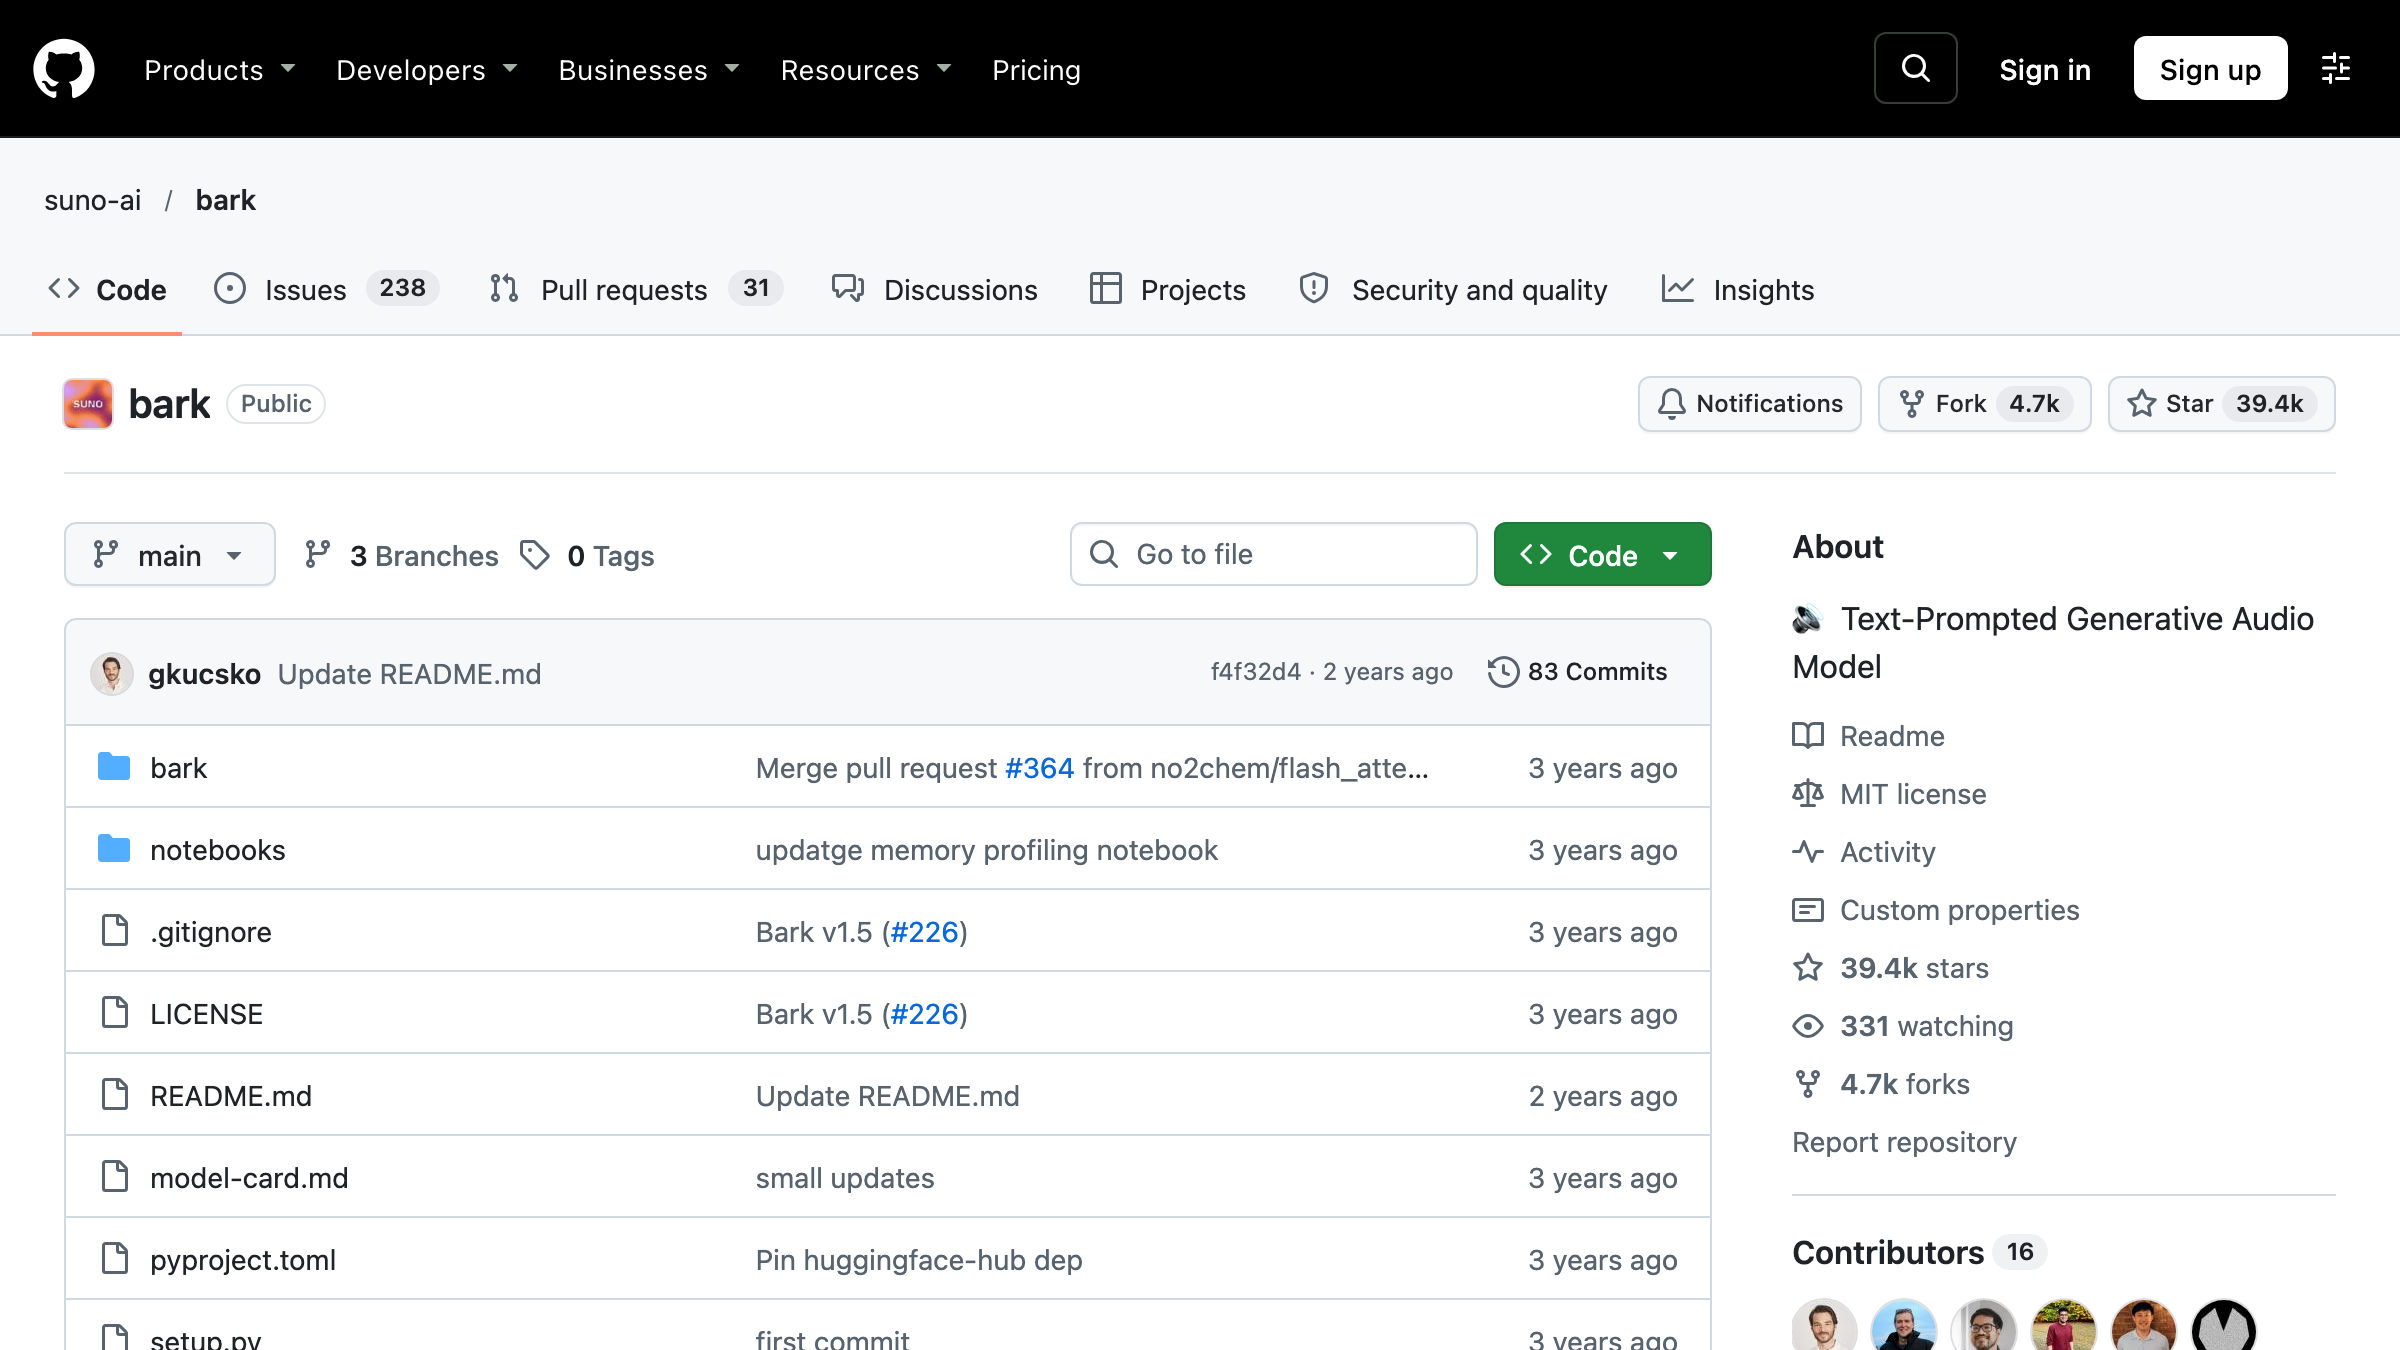 Products Developers Businesses Resources Pricing Sign in Sign up
suno-ai / bark
Code Issues 238 Pull requests 31 Discussions Projects Security and quality Insights
SUNO bark Public Notifications Fork 4.7k Star 39.4k
main 3 Branches 0 Tags Go to file Code
gkucsko Update README.md f4f32d4 · 2 years ago 83 Commits
bark Merge pull request #364 from no2chem/flash_atte... 3 years ago
notebooks updatge memory profiling notebook 3 years ago
.gitignore Bark v1.5 (#226) 3 years ago
LICENSE Bark v1.5 (#226) 3 years ago
README.md Update README.md 2 years ago
model-card.md small updates 3 years ago
pyproject.toml Pin huggingface-hub dep 3 years ago
setup.py first commit 3 years ago
About
Text-Prompted Generative Audio
Model
Readme
MIT license
Activity
Custom properties
39.4k stars
331 watching
4.7k forks
Report repository
Contributors 16